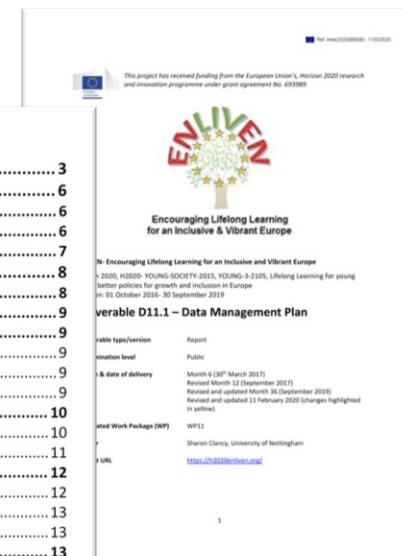 Ref. Ares(2020)886080 - 11/02/2020
This project has received funding from the European Union's, Horizon 2020 research
and innovation programme under grant agreement No. 693989.
ENLIVEN
Encouraging Lifelong Learning
for an Inclusive & Vibrant Europe
N- Encouraging Lifelong Learning for an Inclusive and Vibrant Europe
2020, H2020- YOUNG-SOCIETY-2015, YOUNG-3-2105, Lifelong Learning for young
better policies for growth and inclusion in Europe
n: 01 October 2016- 30 September 2019
verable D11.1 – Data Management Plan
rable type/version Report
mination level Public
& date of delivery Month 6 (30th March 2017)
Revised Month 12 (September 2017)
Revised and updated Month 36 (September 2019)
Revised and updated 11 February 2020 (changes highlighted
in yellow)
ated Work Package (WP) WP11
r Sharon Clancy, University of Nottingham
t URL https://h2020enliven.org/
1
............ 3
............ 6
............ 6
............ 6
............ 7
............ 8
............ 8
............ 9
............ 9
............ 9
............ 9
............ 9
............ 10
............ 10
............ 11
............ 12
............ 12
............ 13
............ 13
............ 13